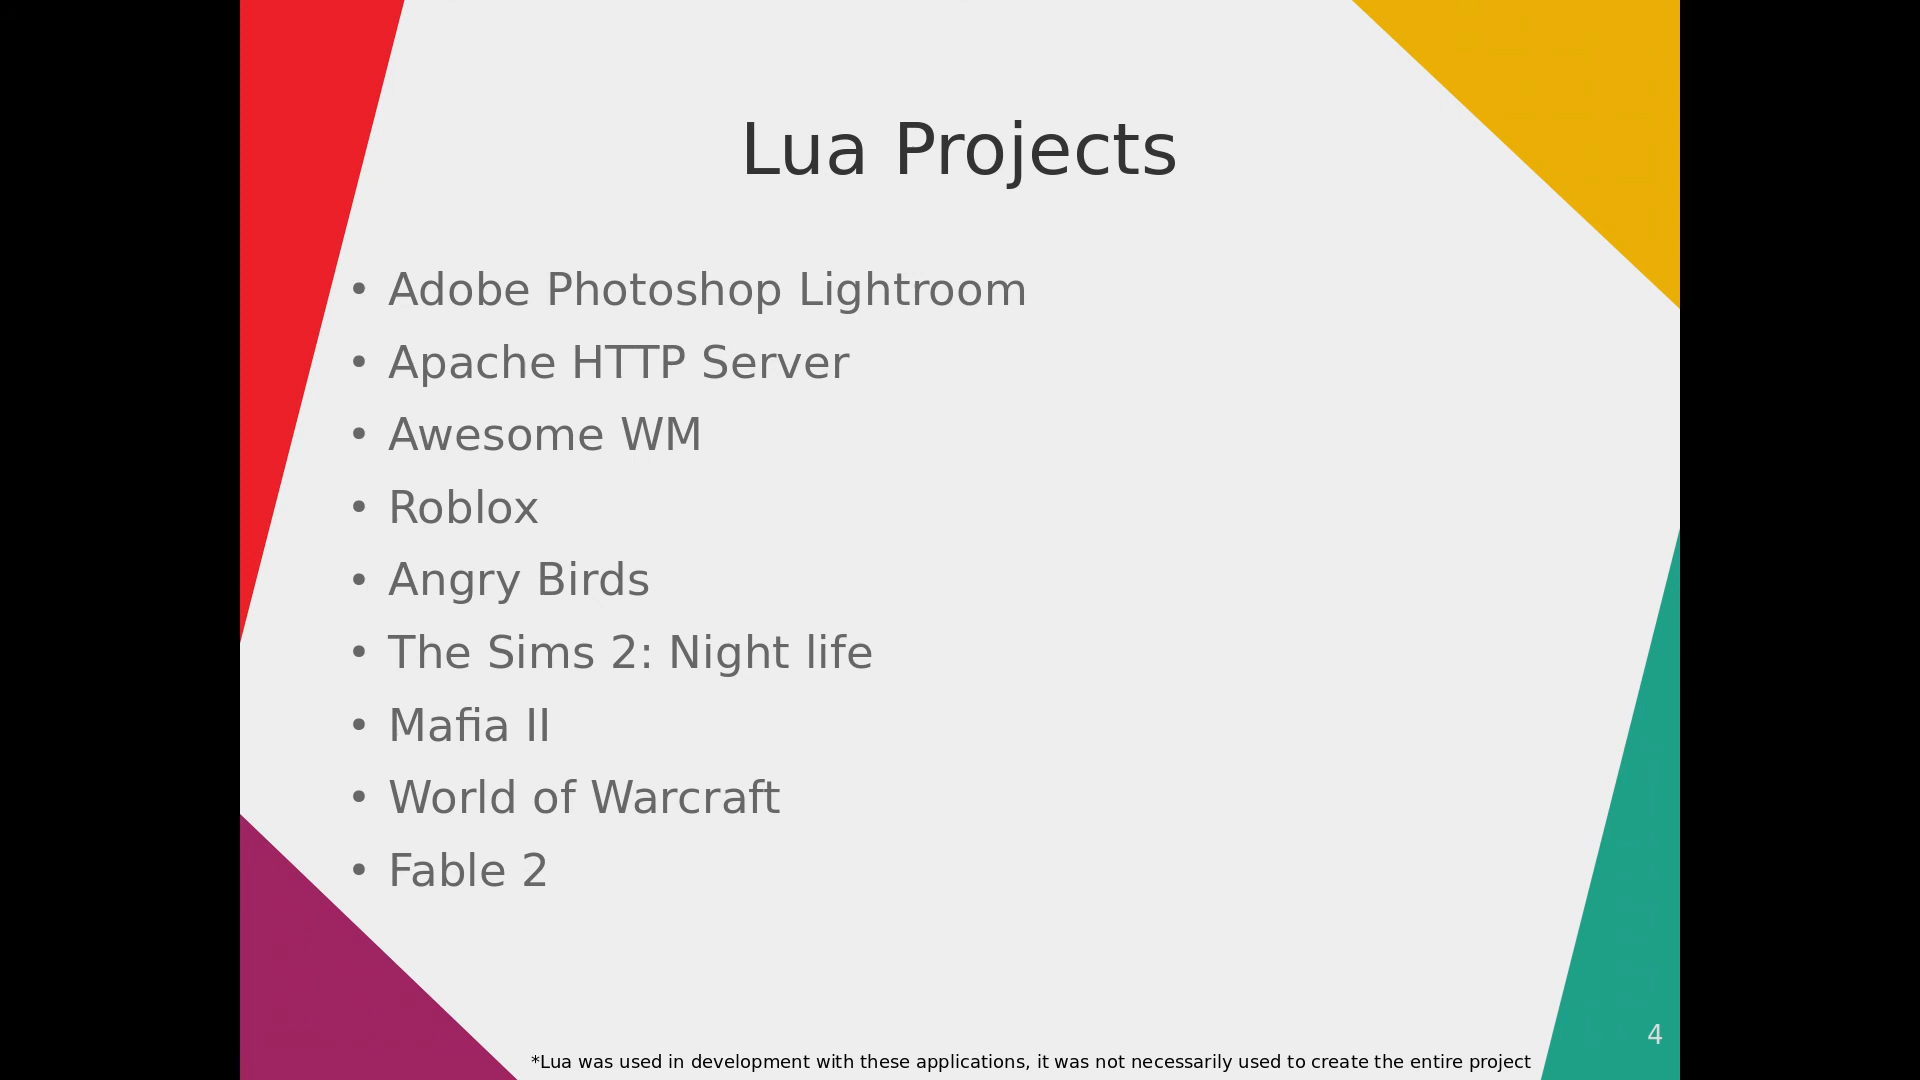 Lua Projects
• Adobe Photoshop Lightroom
• Apache HTTP Server
• Awesome WM
• Roblox
• Angry Birds
• The Sims 2: Night life
• Mafia II
• World of Warcraft
• Fable 2
4
*Lua was used in development with these applications, it was not necessarily used to create the entire project